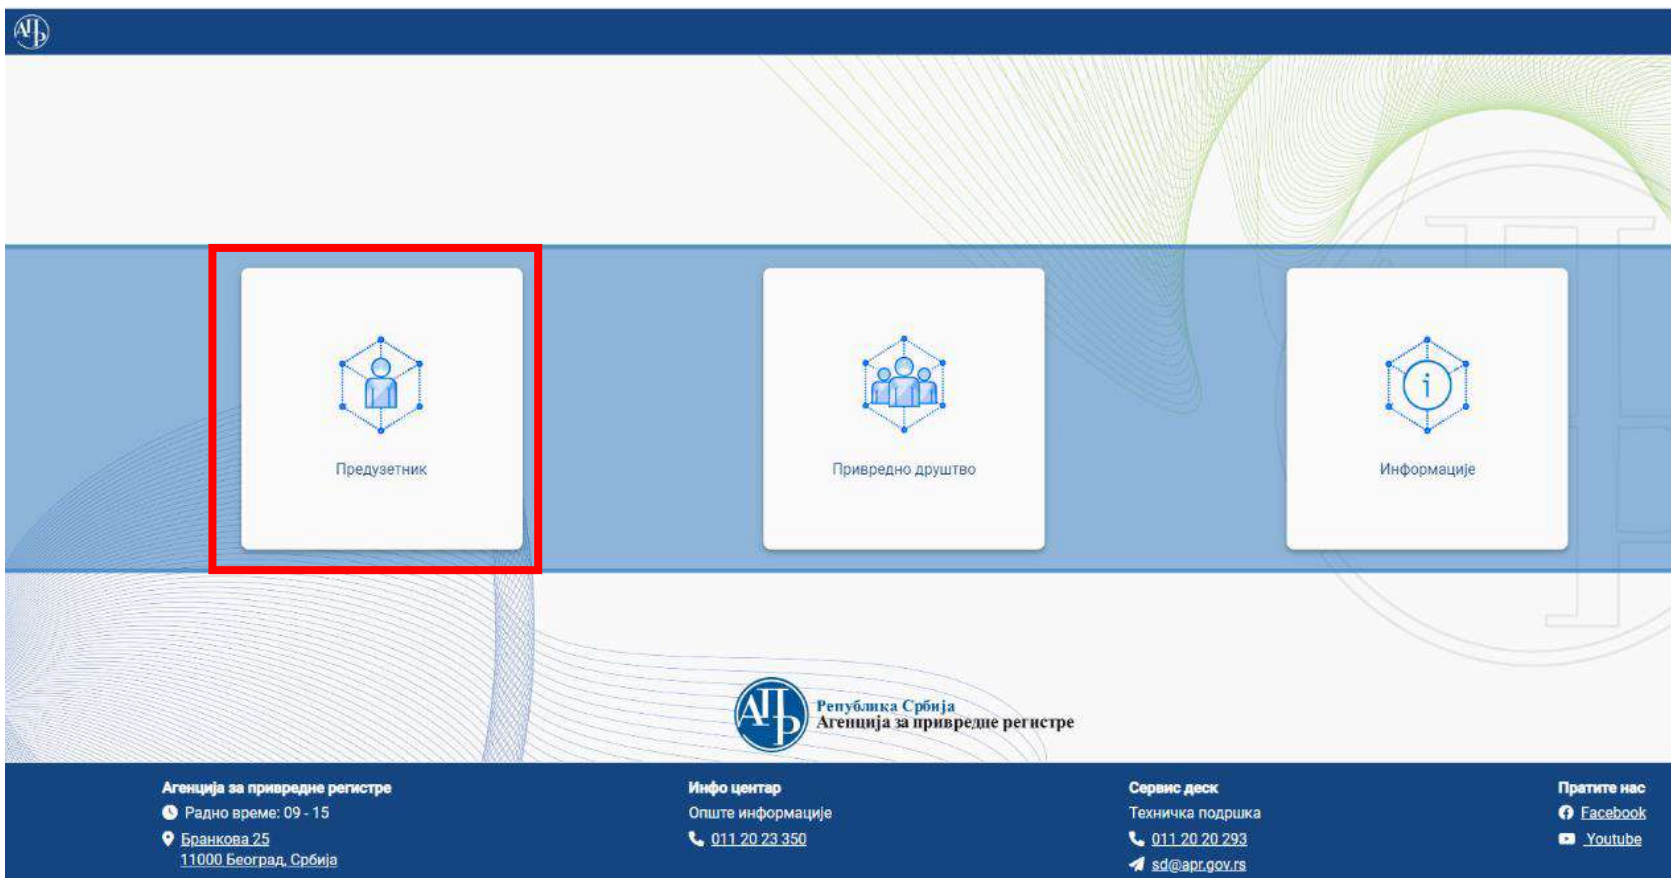 АПР
Предузетник
Привредно друштво
Информације
АПР
Република Србија
Агенција за привредне регистре
Агенција за привредне регистре
Радно време: 09 - 15
Бранкова 25
11000 Београд, Србија
Инфо центар
Опште информације
011 20 23 350
Сервис деск
Техничка подршка
011 20 20 293
sd@apr.gov.rs
Пратите нас
Facebook
Youtube